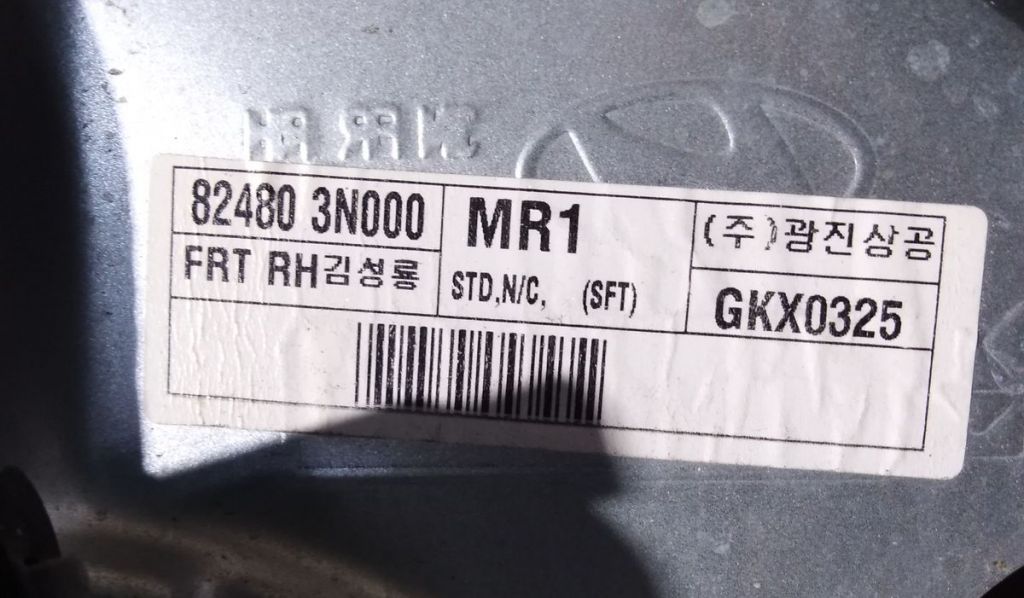 82480 3N000
FRT RH김성룡
MR1
STD,N/C, (SFT)
(주)광진상공
GKX0325